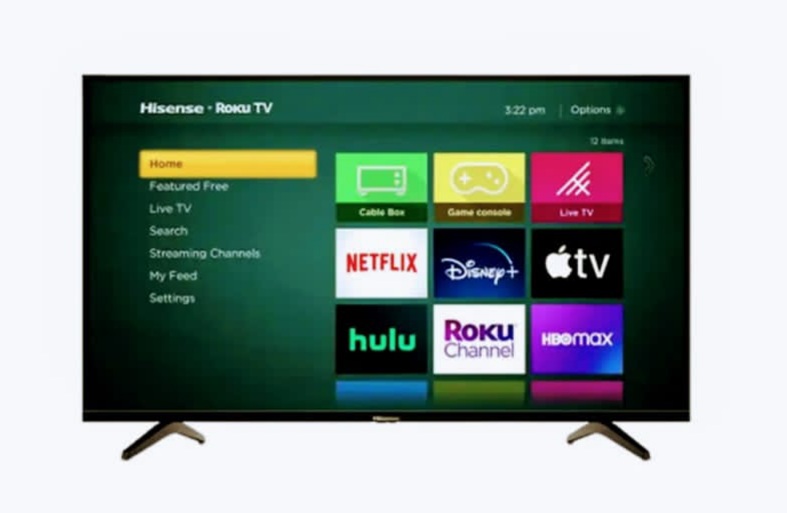 Hisense • Roku TV
3:22 pm | Options
12 items
Home
Featured Free
Live TV
Search
Streaming Channels
My Feed
Settings
Cable Box
Game console
Live TV
NETFLIX
Disney+
tv
hulu
Roku
Channel
HBOmax
Hisense